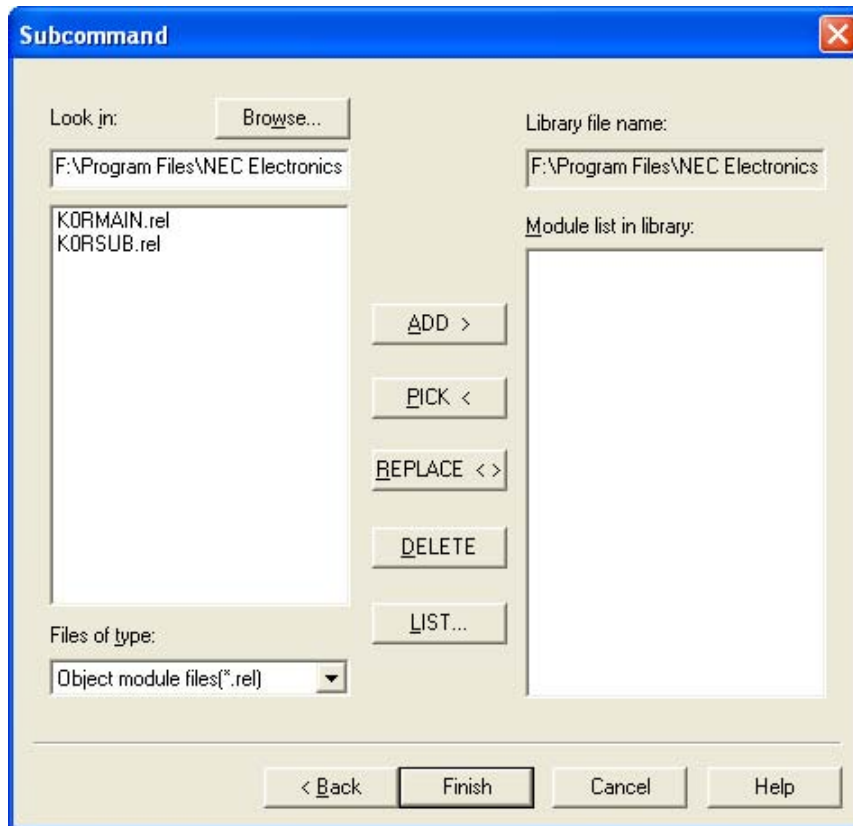 Subcommand
Look in:
Browse...
F:\Program Files\NEC Electronics
K0RMAIN.rel
K0RSUB.rel
Files of type:
Object module files(*.rel)
ADD >
PICK <
REPLACE < >
DELETE
LIST...
Library file name:
F:\Program Files\NEC Electronics
Module list in library:
< Back
Finish
Cancel
Help